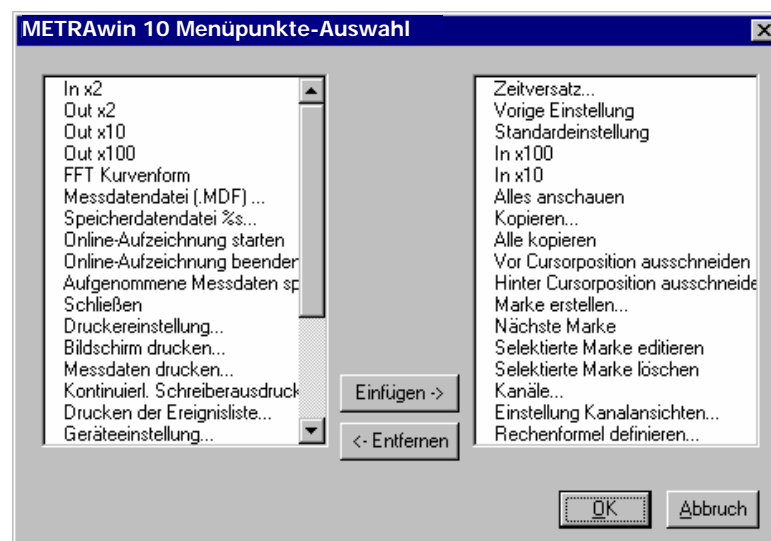 METRAwin 10 Menüpunkte-Auswahl
In x2
Out x2
Out x10
Out x100
FFT Kurvenform
Messdatendatei (.MDF) ...
Speicherdatendatei %s...
Online-Aufzeichnung starten
Online-Aufzeichnung beenden
Aufgenommene Messdaten sp
Schließen
Druckereinstellung...
Bildschirm drucken...
Messdaten drucken...
Kontinuierl. Schreiberausdruck
Drucken der Ereignisliste...
Geräteeinstellung...
Einfügen ->
<- Entfernen
Zeitversatz...
Vorige Einstellung
Standardeinstellung
In x100
In x10
Alles anschauen
Kopieren...
Alle kopieren
Vor Cursorposition ausschneiden
Hinter Cursorposition ausschneide
Marke erstellen...
Nächste Marke
Selektierte Marke editieren
Selektierte Marke löschen
Kanäle...
Einstellung Kanalansichten...
Rechenformel definieren...
OK
Abbruch